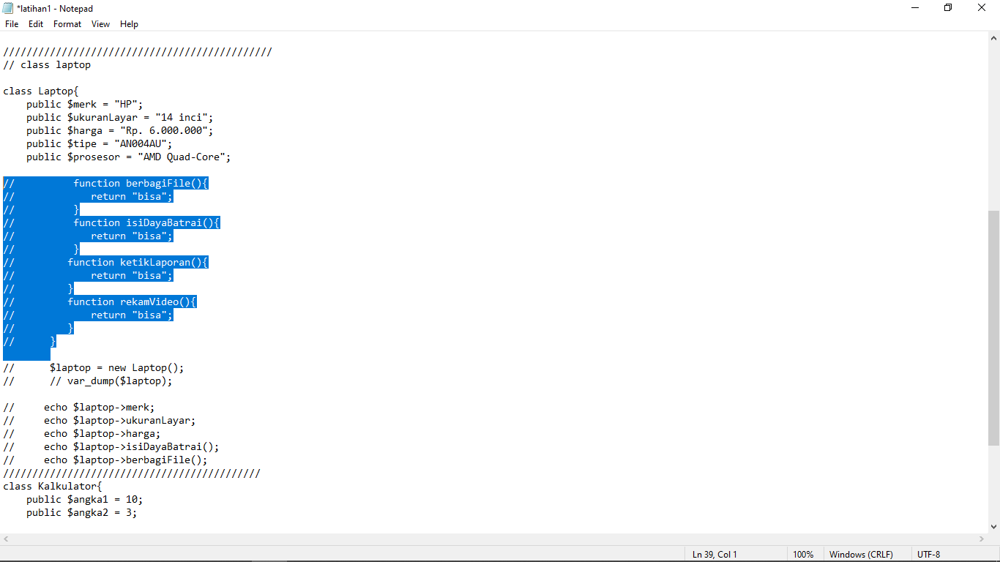 *latihan1 - Notepad
File Edit Format View Help
//////////////////////////////////////////////
// class laptop
class Laptop{
    public $merk = "HP";
    public $ukuranLayar = "14 inci";
    public $harga = "Rp. 6.000.000";
    public $tipe = "AN004AU";
    public $prosesor = "AMD Quad-Core";
//          function berbagiFile(){
//             return "bisa";
//          }
//          function isiDayaBatrai(){
//             return "bisa";
//          }
//         function ketikLaporan(){
//             return "bisa";
//         }
//         function rekamVideo(){
//             return "bisa";
//         }
//      }
//      $laptop = new Laptop();
//      // var_dump($laptop);
//     echo $laptop->merk;
//     echo $laptop->ukuranLayar;
//     echo $laptop->harga;
//     echo $laptop->isiDayaBatrai();
//     echo $laptop->berbagiFile();
////////////////////////////////////////////
class Kalkulator{
    public $angka1 = 10;
    public $angka2 = 3;
Ln 39, Col 1 100% Windows (CRLF) UTF-8